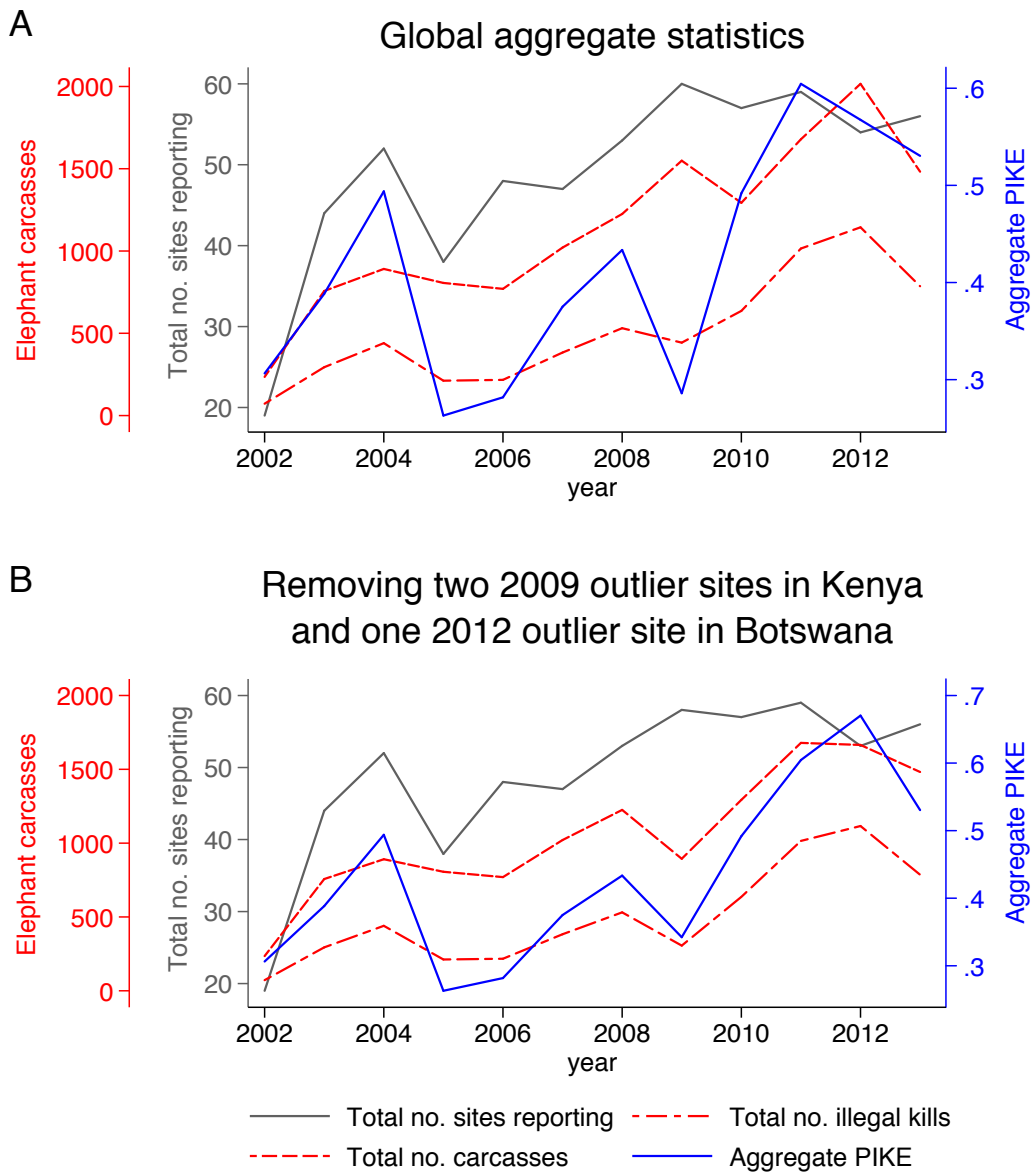 A
Global aggregate statistics
Elephant carcasses
0
500
1000
1500
2000
Total no. sites reporting
20
30
40
50
60
Aggregate PIKE
.3
.4
.5
.6
2002
2004
2006
2008
2010
2012
year
B
Removing two 2009 outlier sites in Kenya
and one 2012 outlier site in Botswana
Elephant carcasses
0
500
1000
1500
2000
Total no. sites reporting
20
30
40
50
60
Aggregate PIKE
.3
.4
.5
.6
.7
2002
2004
2006
2008
2010
2012
year
Total no. sites reporting
Total no. illegal kills
Total no. carcasses
Aggregate PIKE